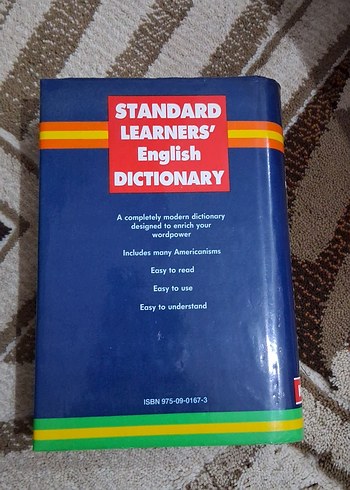 STANDARD
LEARNERS'
English
DICTIONARY
A completely modern dictionary
designed to enrich your
wordpower
Includes many Americanisms
Easy to read
Easy to use
Easy to understand
ISBN 975-09-0167-3